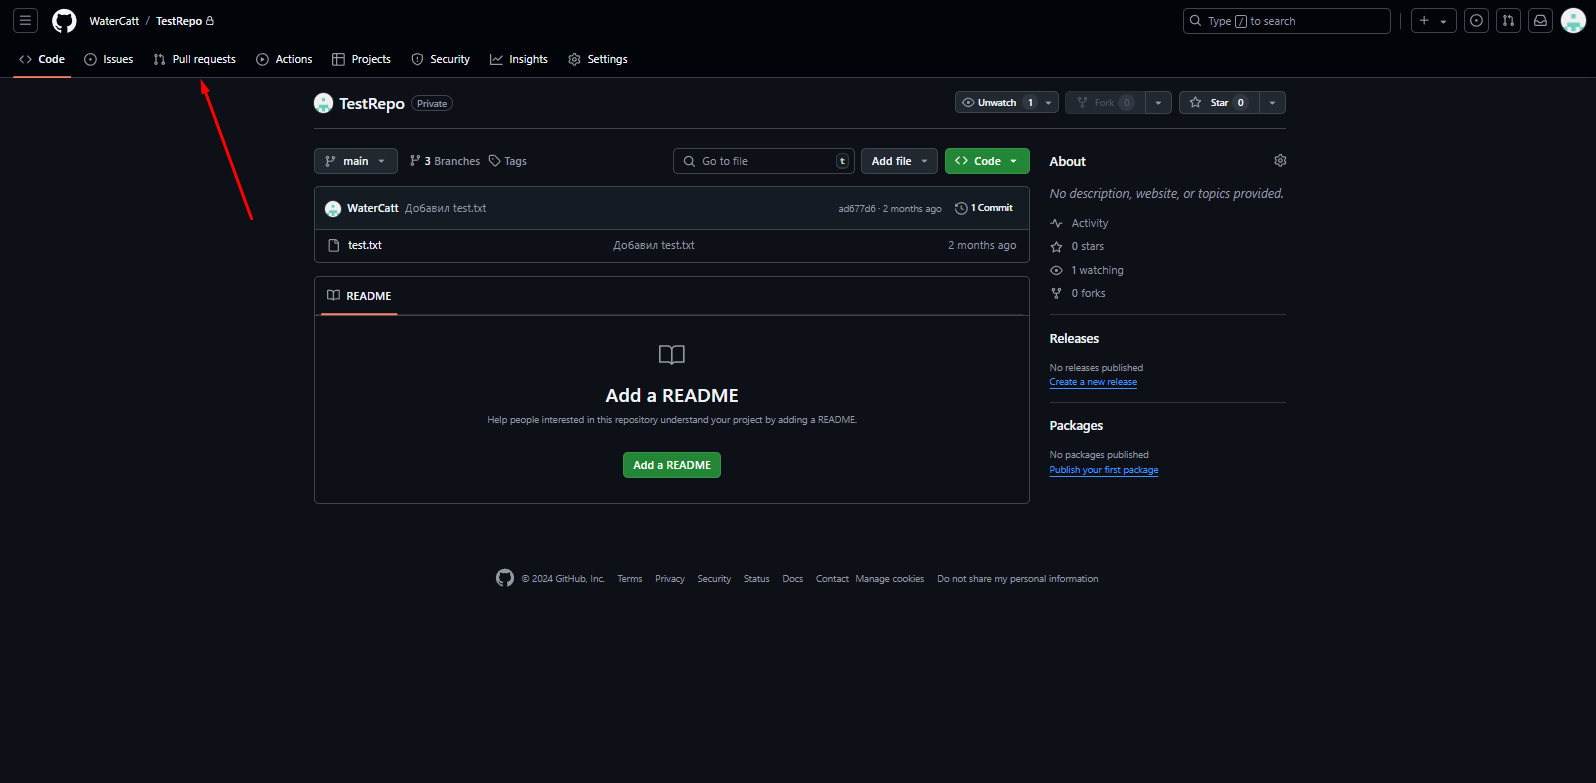 WaterCatt / TestRepo
Type / to search
Code Issues Pull requests Actions Projects Security Insights Settings
TestRepo Private
Unwatch 1 Fork 0 Star 0
main 3 Branches Tags Go to file t Add file Code
WaterCatt Добавил test.txt ad677d6 · 2 months ago 1 Commit
test.txt Добавил test.txt 2 months ago
README
Add a README
Help people interested in this repository understand your project by adding a README.
Add a README
About
No description, website, or topics provided.
Activity
0 stars
1 watching
0 forks
Releases
No releases published
Create a new release
Packages
No packages published
Publish your first package
© 2024 GitHub, Inc. Terms Privacy Security Status Docs Contact Manage cookies Do not share my personal information